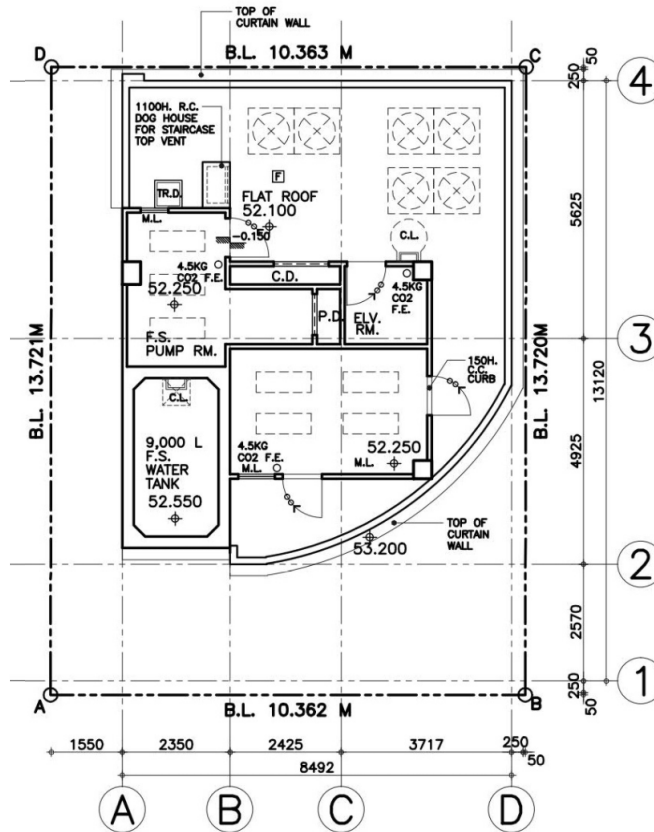 TOP OF
CURTAIN WALL
D
B.L. 10.363 M
C
50
250
4
1100H. R.C.
DOG HOUSE
FOR STAIRCASE
TOP VENT
F
TR.D.
FLAT ROOF
52.100
M.L.
-0.150
C.L.
5625
4.5KG
CO2 F.E.
52.250
C.D.
4.5KG
CO2
F.E.
P.D.
ELV.
RM.
F.S.
PUMP RM.
3
B.L. 13.721M
B.L. 13.720M
13120
150H.
C.C.
CURB
C.L.
9,000 L
F.S.
WATER
TANK
52.550
4.5KG
CO2 F.E.
M.L.
M.L.
52.250
4925
TOP OF
CURTAIN
WALL
53.200
2
2570
250
1
50
A
B.L. 10.362 M
B
1550
2350
2425
3717
250
50
8492
A
B
C
D